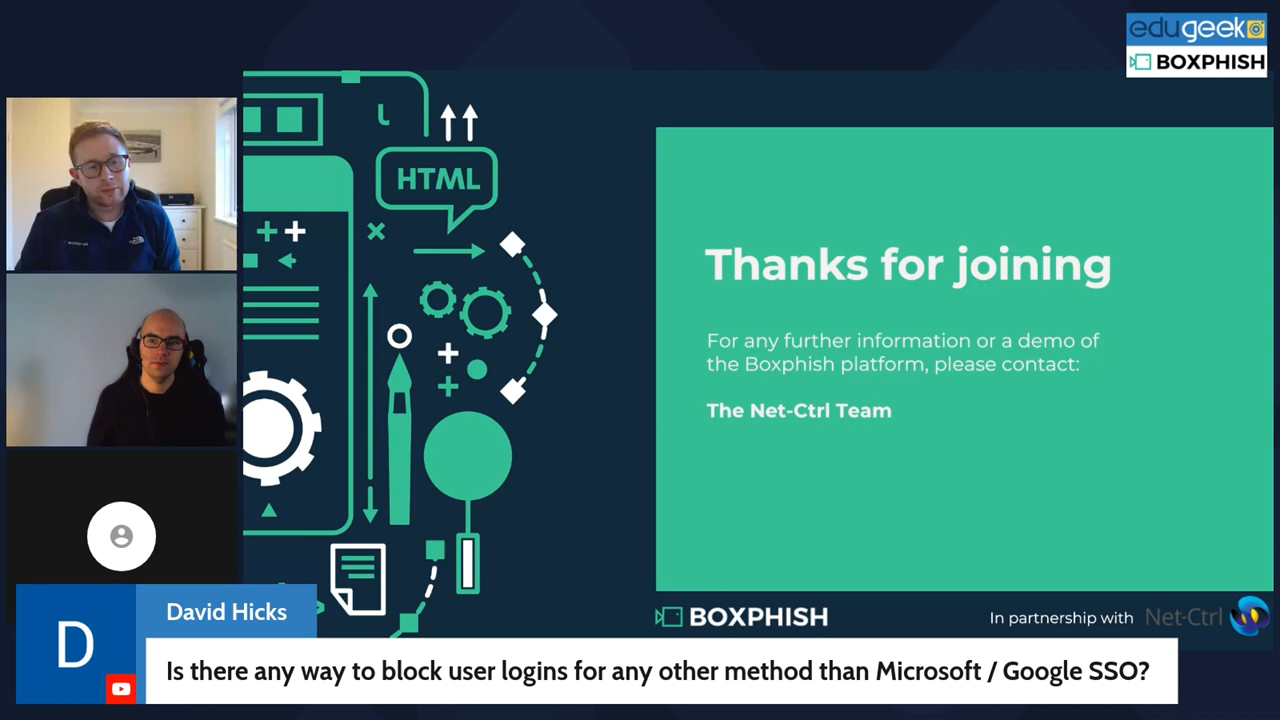 edugeek
BOXPHISH
HTML
Thanks for joining
For any further information or a demo of
the Boxphish platform, please contact:
The Net-Ctrl Team
BOXPHISH
In partnership with Net-Ctrl
D
David Hicks
Is there any way to block user logins for any other method than Microsoft / Google SSO?